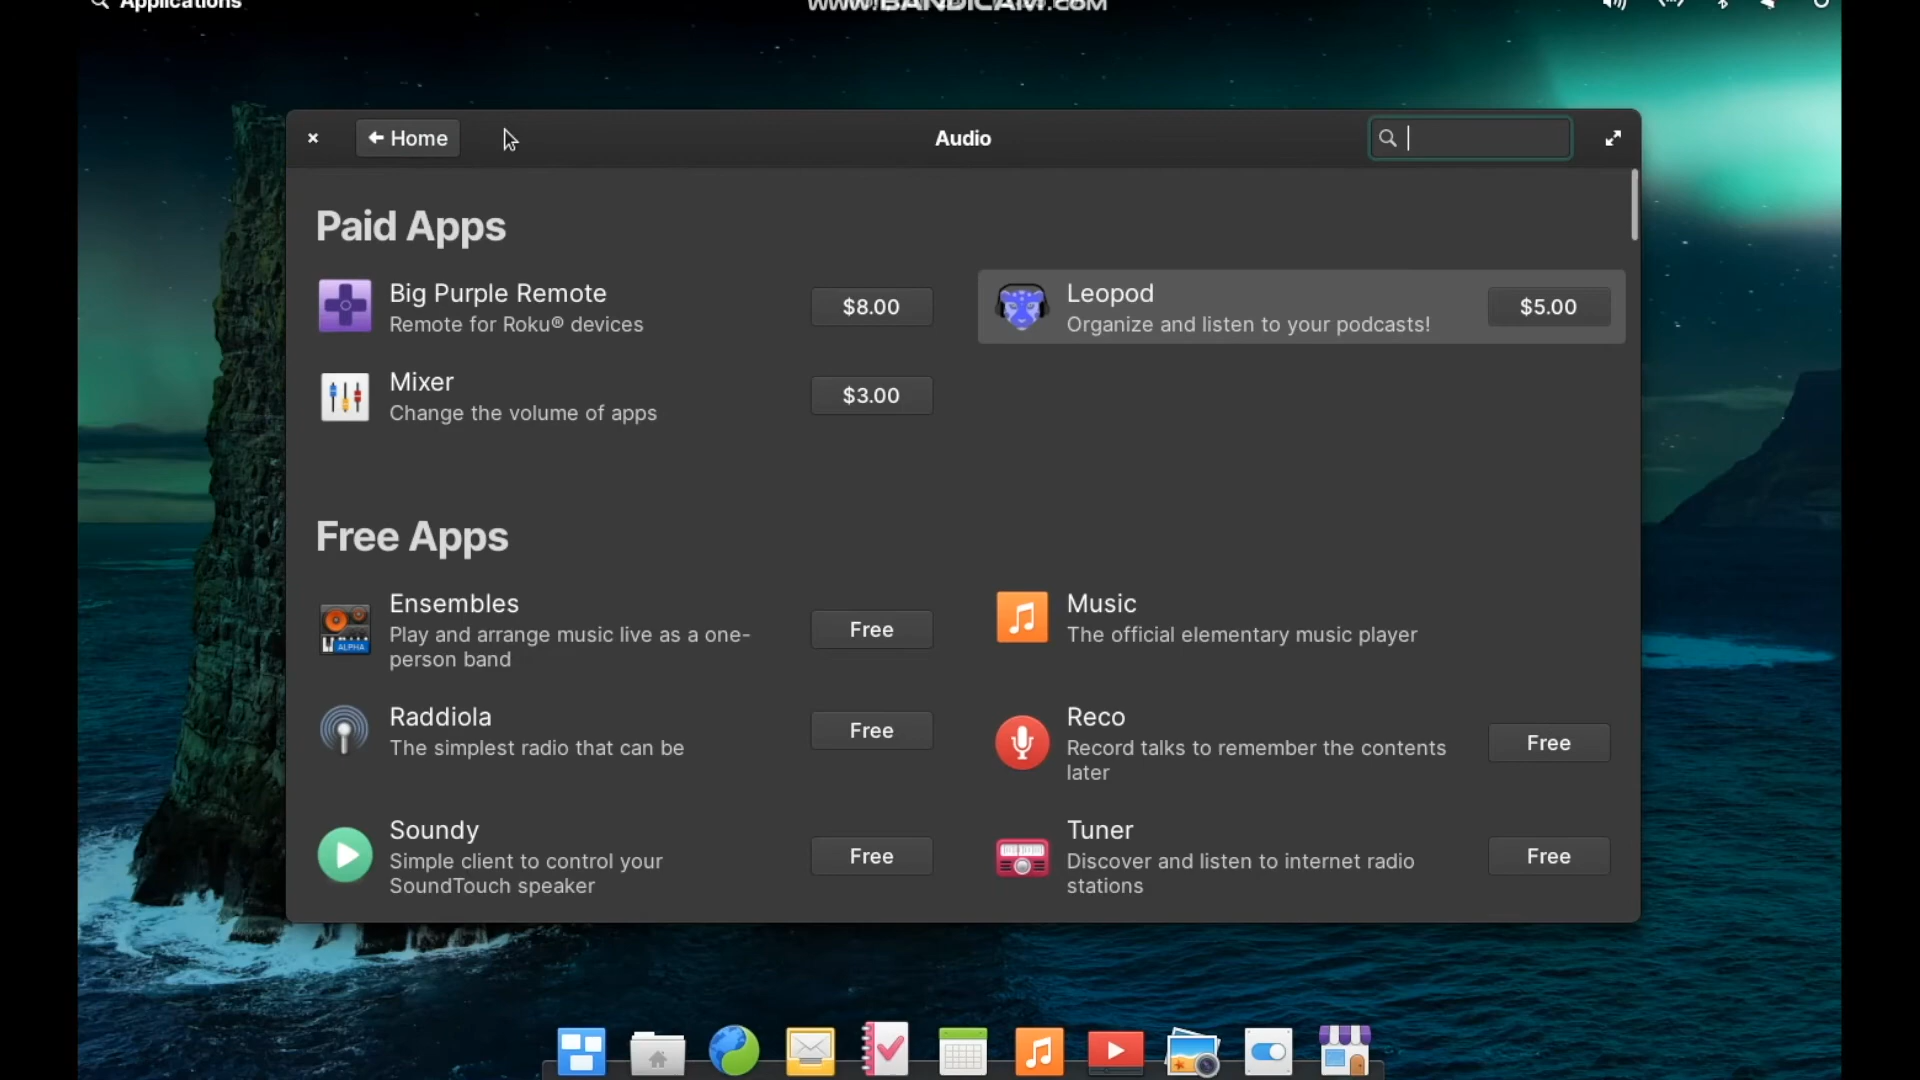 Applications
WWW.BANDICAM.COM
Home
Audio
Paid Apps
Big Purple Remote
Remote for Roku® devices
$8.00
Leopod
Organize and listen to your podcasts!
$5.00
Mixer
Change the volume of apps
$3.00
Free Apps
Ensembles
Play and arrange music live as a one-
person band
Free
ALPHA
Music
The official elementary music player
Raddiola
The simplest radio that can be
Free
Reco
Record talks to remember the contents
later
Free
Soundy
Simple client to control your
SoundTouch speaker
Free
Tuner
Discover and listen to internet radio
stations
Free